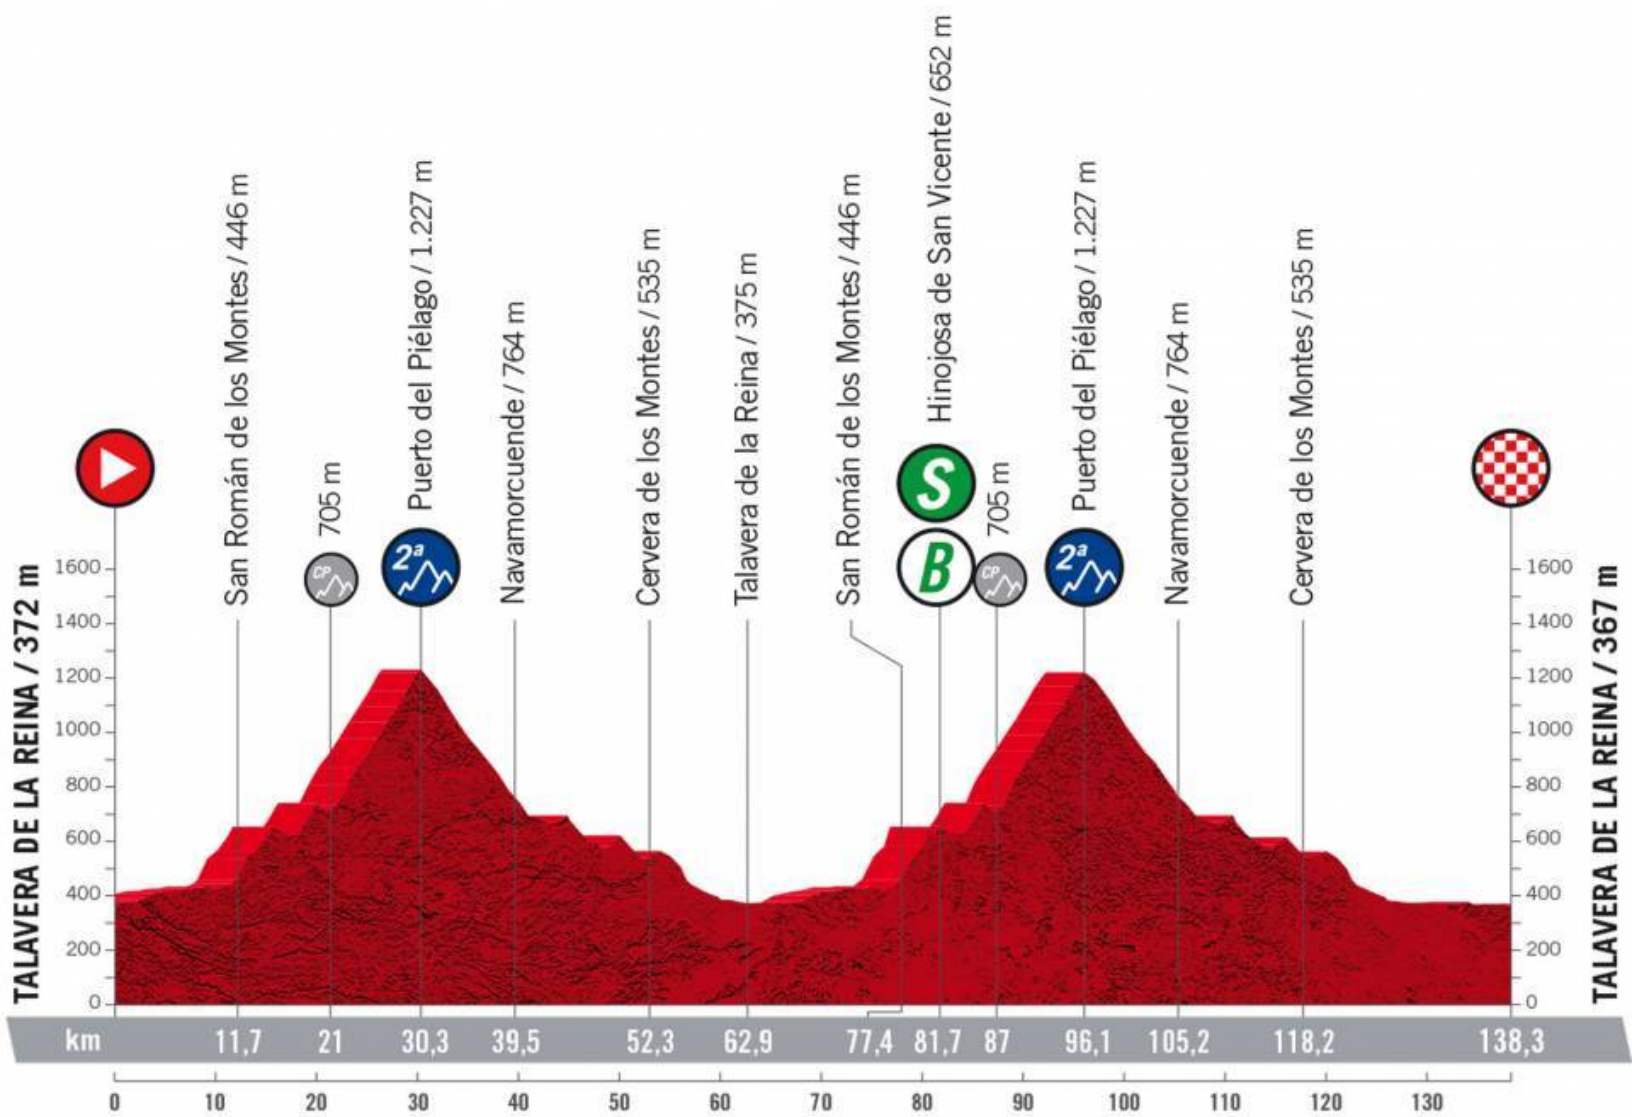 Hinojosa de San Vicente / 652 m
San Román de los Montes / 446 m
705 m
Puerto del Piélago / 1.227 m
Navamorcuende / 764 m
Cervera de los Montes / 535 m
Talavera de la Reina / 375 m
San Román de los Montes / 446 m
705 m
Puerto del Piélago / 1.227 m
Navamorcuende / 764 m
Cervera de los Montes / 535 m
S
B
CP
2ª
CP
2ª
TALAVERA DE LA REINA / 372 m
1600
1400
1200
1000
800
600
400
200
0
1600
1400
1200
1000
800
600
400
200
0
TALAVERA DE LA REINA / 367 m
km 11,7 21 30,3 39,5 52,3 62,9 77,4 81,7 87 96,1 105,2 118,2 138,3
0 10 20 30 40 50 60 70 80 90 100 110 120 130